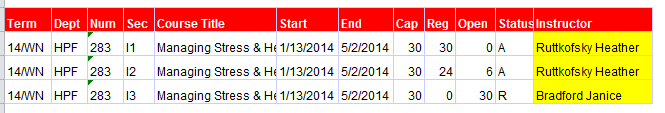 Term Dept Num Sec Course Title Start End Cap Reg Open Status Instructor
14/WN HPF 283 I1 Managing Stress & He 1/13/2014 5/2/2014 30 30 0 A Ruttkofsky Heather
14/WN HPF 283 I2 Managing Stress & He 1/13/2014 5/2/2014 30 24 6 A Ruttkofsky Heather
14/WN HPF 283 I3 Managing Stress & He 1/13/2014 5/2/2014 30 0 30 R Bradford Janice